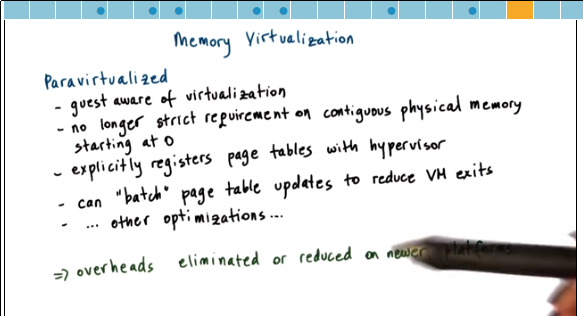 Memory Virtualization
Paravirtualized
- guest aware of virtualization
- no longer strict requirement on contiguous physical memory
starting at 0
- explicitly registers page tables with hypervisor
- can "batch" page table updates to reduce VM exits
- ... other optimizations ...
=> overheads eliminated or reduced on newer platforms